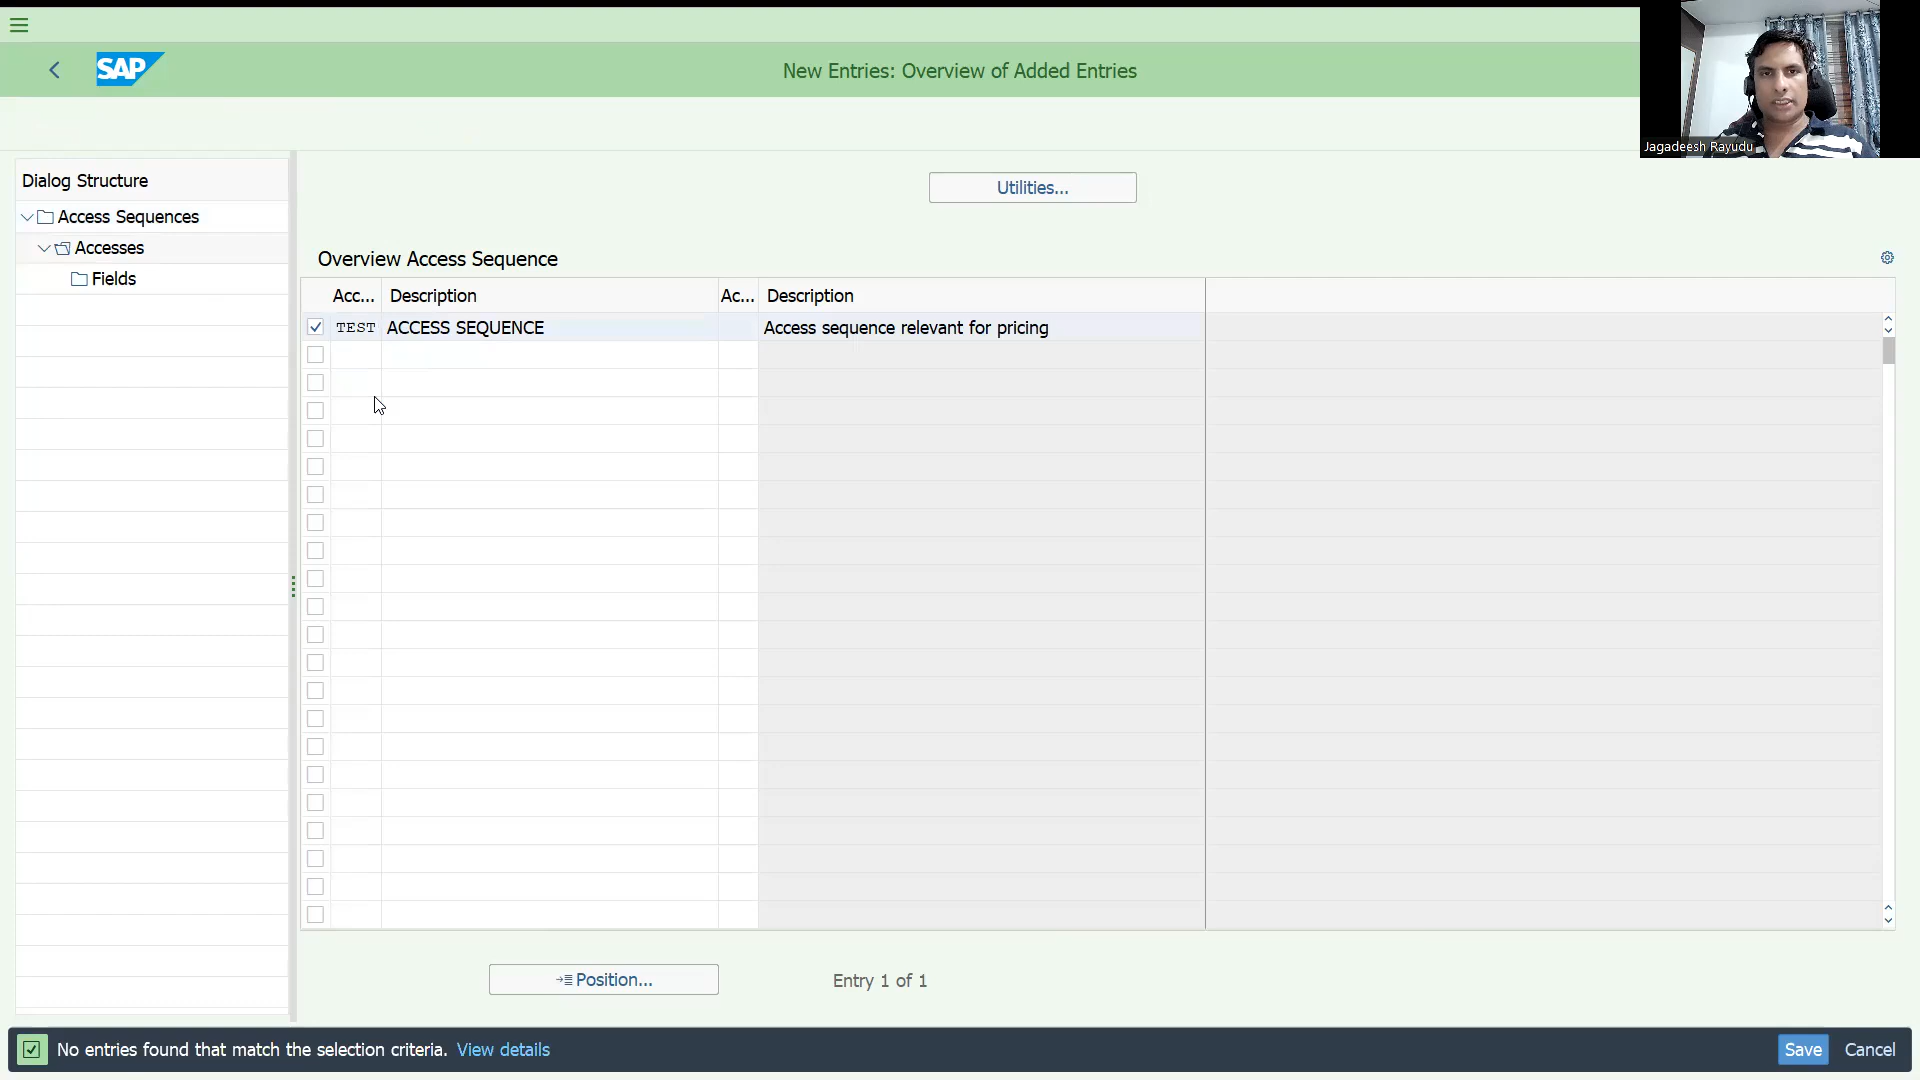 SAP
New Entries: Overview of Added Entries
Jagadeesh Rayudu
Dialog Structure
Access Sequences
Accesses
Fields
Utilities...
Overview Access Sequence
Acc... Description Ac... Description
TEST ACCESS SEQUENCE Access sequence relevant for pricing
Position... Entry 1 of 1
No entries found that match the selection criteria. View details Save Cancel